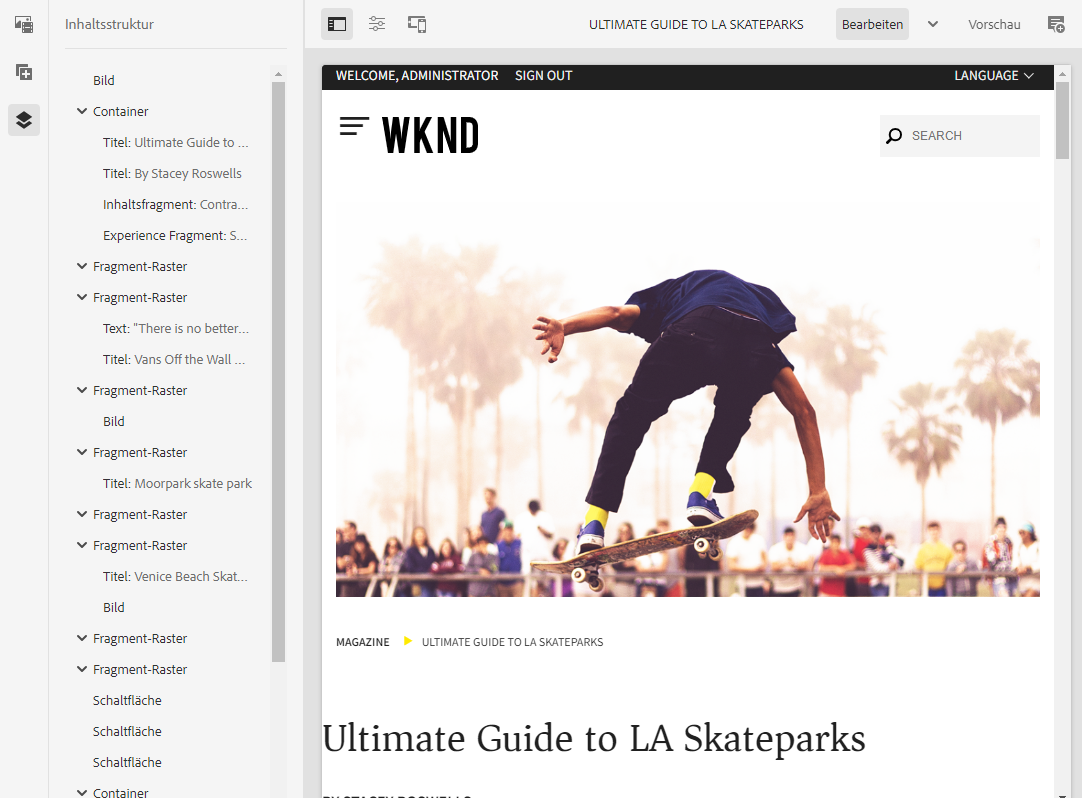 Inhaltsstruktur
Bild
Container
Titel: Ultimate Guide to ...
Titel: By Stacey Roswells
Inhaltsfragment: Contra...
Experience Fragment: S...
Fragment-Raster
Fragment-Raster
Text: "There is no better...
Titel: Vans Off the Wall ...
Fragment-Raster
Bild
Fragment-Raster
Titel: Moorpark skate park
Fragment-Raster
Fragment-Raster
Titel: Venice Beach Skat...
Bild
Fragment-Raster
Fragment-Raster
Schaltfläche
Schaltfläche
Schaltfläche
Container
ULTIMATE GUIDE TO LA SKATEPARKS
Bearbeiten
Vorschau
WELCOME, ADMINISTRATOR SIGN OUT LANGUAGE
WKND
SEARCH
MAGAZINE ULTIMATE GUIDE TO LA SKATEPARKS
Ultimate Guide to LA Skateparks
BY STACEY ROSWELLS